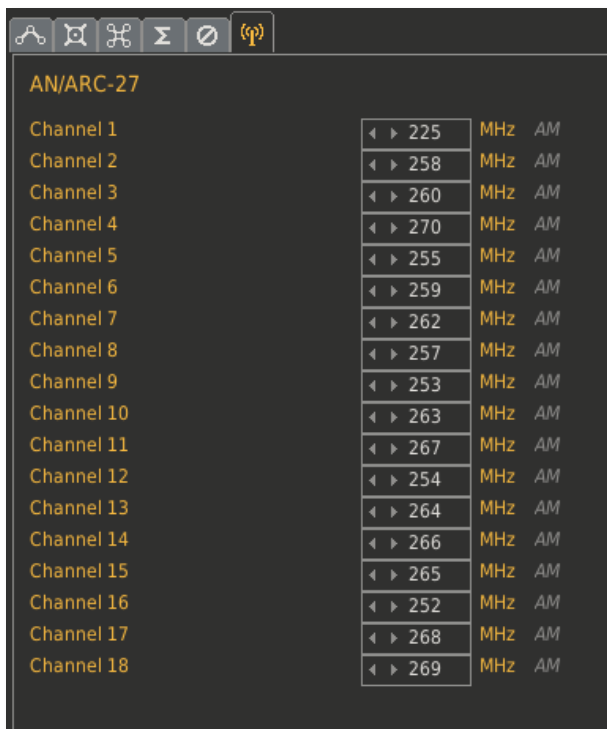 AN/ARC-27
Channel 1 225 MHz AM
Channel 2 258 MHz AM
Channel 3 260 MHz AM
Channel 4 270 MHz AM
Channel 5 255 MHz AM
Channel 6 259 MHz AM
Channel 7 262 MHz AM
Channel 8 257 MHz AM
Channel 9 253 MHz AM
Channel 10 263 MHz AM
Channel 11 267 MHz AM
Channel 12 254 MHz AM
Channel 13 264 MHz AM
Channel 14 266 MHz AM
Channel 15 265 MHz AM
Channel 16 252 MHz AM
Channel 17 268 MHz AM
Channel 18 269 MHz AM